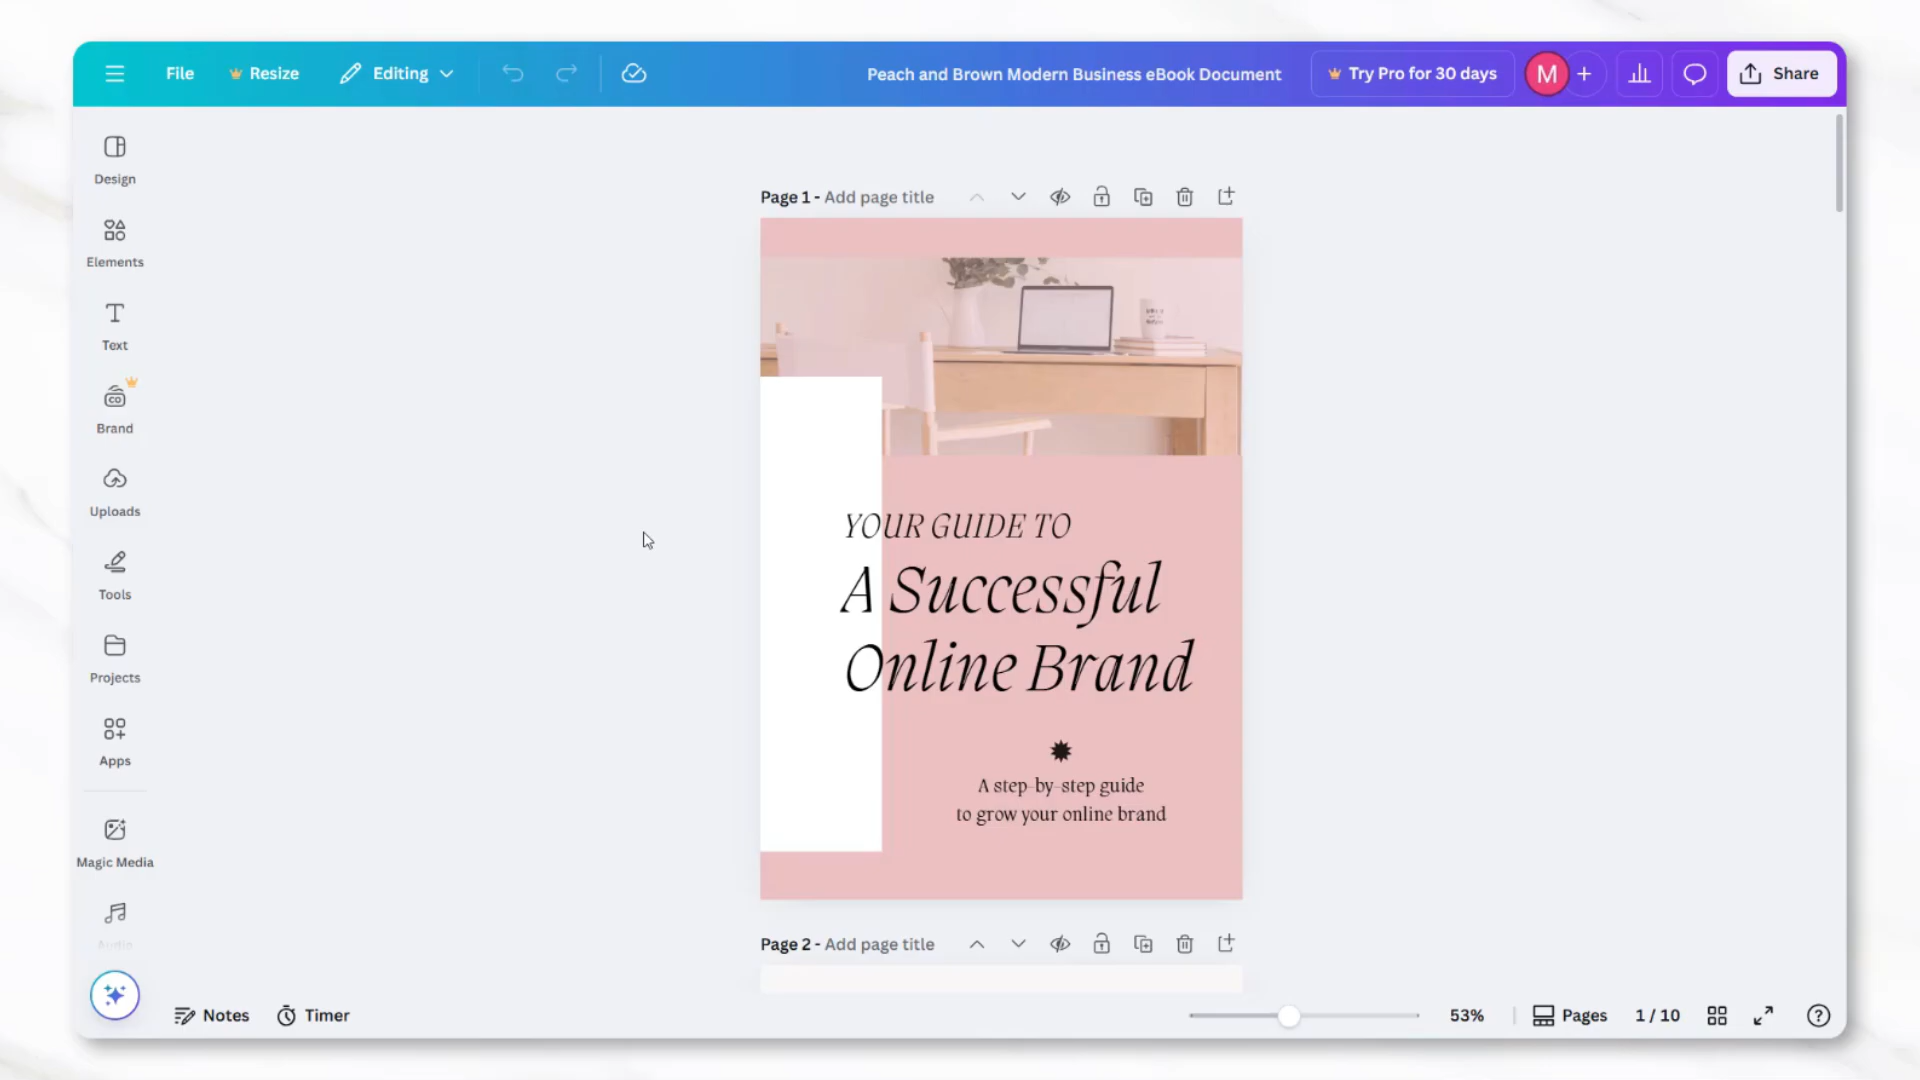 File
Resize
Editing
Peach and Brown Modern Business eBook Document
Try Pro for 30 days
M
Share
Design
Elements
Text
CO
Brand
Uploads
Tools
Projects
Apps
Magic Media
Audio
Page 1 - Add page title
YOUR GUIDE TO
A Successful
Online Brand
A step-by-step guide
to grow your online brand
Page 2 - Add page title
Notes
Timer
53%
Pages
1 / 10